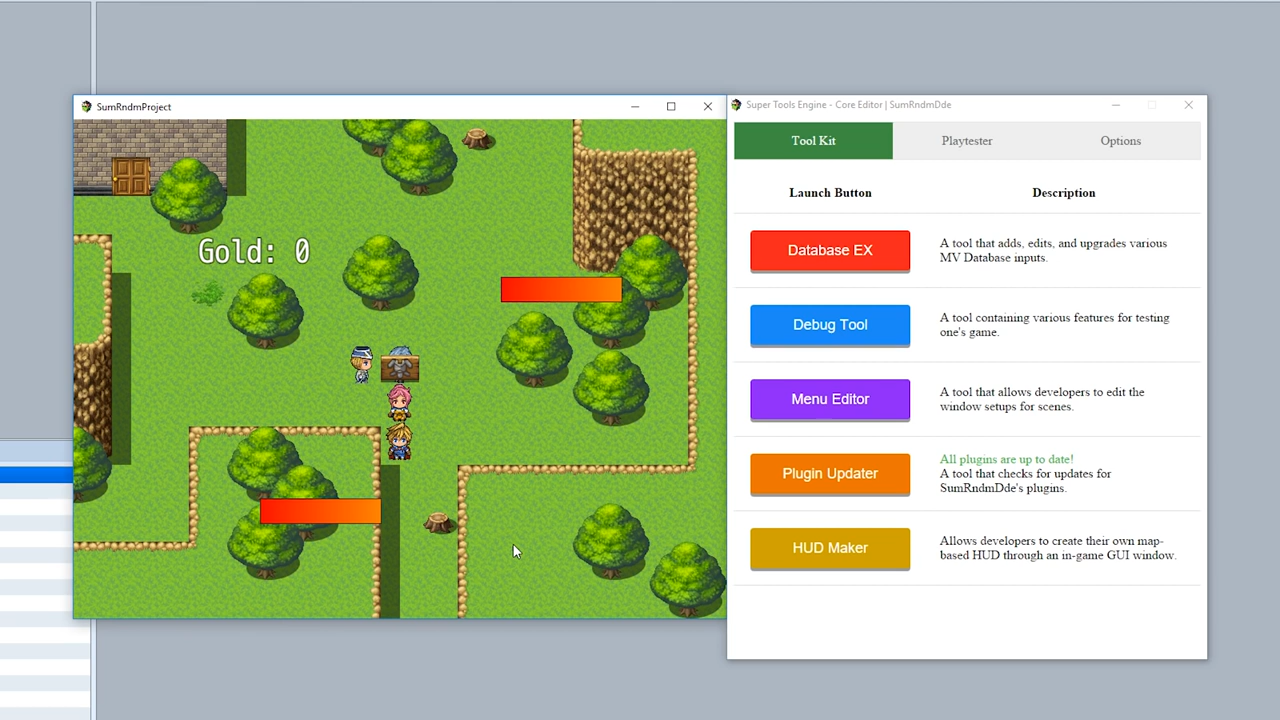 SumRndmProject
Gold: 0
Super Tools Engine - Core Editor | SumRndmDde
Tool Kit
Playtester
Options
Launch Button
Description
Database EX
A tool that adds, edits, and upgrades various
MV Database inputs.
Debug Tool
A tool containing various features for testing
one's game.
Menu Editor
A tool that allows developers to edit the
window setups for scenes.
Plugin Updater
All plugins are up to date!
A tool that checks for updates for
SumRndmDde's plugins.
HUD Maker
Allows developers to create their own map-
based HUD through an in-game GUI window.